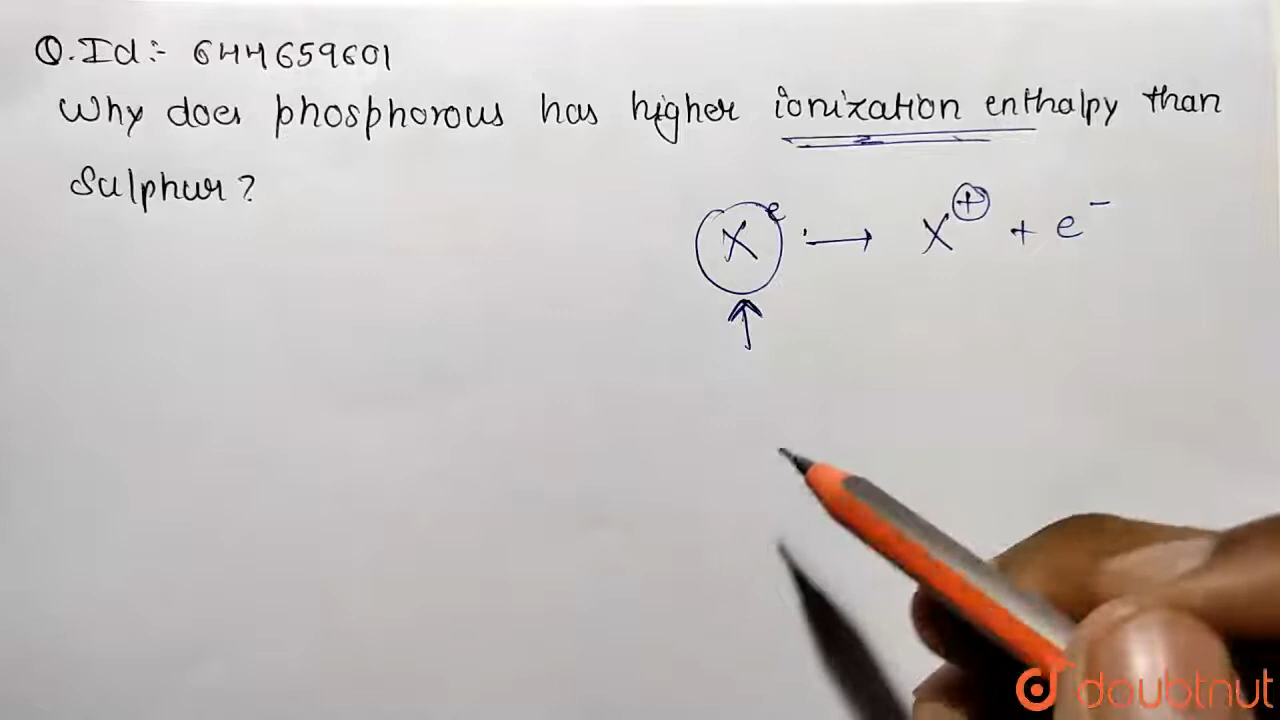 Q. Id :- 644659601
Why does phosphorous has higher ionization enthalpy than
Sulphur?
X e → X⊕ + e⁻
doubtnut